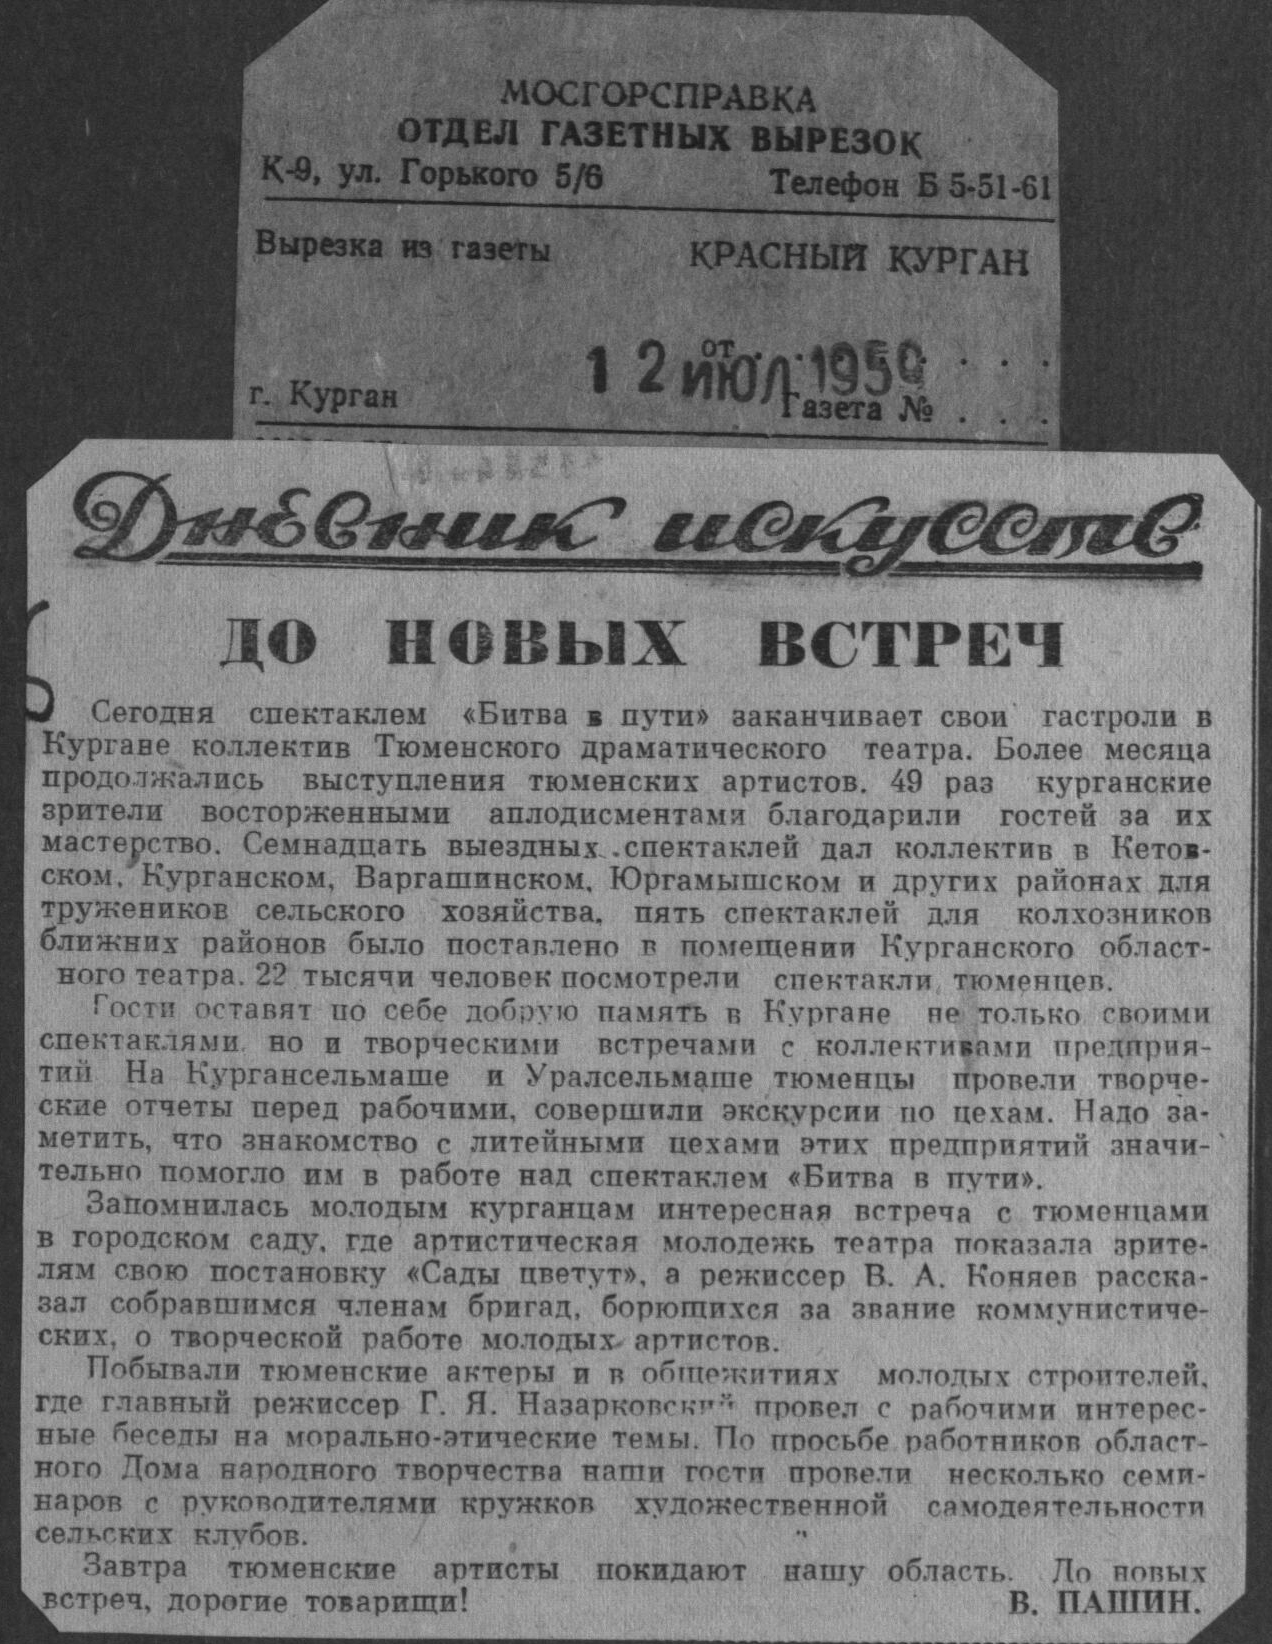 МОСГОРСПРАВКА
ОТДЕЛ ГАЗЕТНЫХ ВЫРЕЗОК
К-9, ул. Горького 5/6 Телефон Б 5-51-61
Вырезка из газеты КРАСНЫЙ КУРГАН
от . . . . . .
12 ИЮЛ 1959
г. Курган Газета № . . .
Дневник искусств
ДО НОВЫХ ВСТРЕЧ
Сегодня спектаклем «Битва в пути» заканчивает свои гастроли в
Кургане коллектив Тюменского драматического театра. Более месяца
продолжались выступления тюменских артистов. 49 раз курганские
зрители восторженными аплодисментами благодарили гостей за их
мастерство. Семнадцать выездных спектаклей дал коллектив в Кетов-
ском, Курганском, Варгашинском, Юргамышском и других районах для
тружеников сельского хозяйства, пять спектаклей для колхозников
ближних районов было поставлено в помещении Курганского област-
ного театра. 22 тысячи человек посмотрели спектакли тюменцев.
Гости оставят по себе добрую память в Кургане не только своими
спектаклями, но и творческими встречами с коллективами предприя-
тий На Кургансельмаше и Уралсельмаше тюменцы провели творче-
ские отчеты перед рабочими, совершили экскурсии по цехам. Надо за-
метить, что знакомство с литейными цехами этих предприятий значи-
тельно помогло им в работе над спектаклем «Битва в пути».
Запомнилась молодым курганцам интересная встреча с тюменцами
в городском саду, где артистическая молодежь театра показала зрите-
лям свою постановку «Сады цветут», а режиссер В. А. Коняев расска-
зал собравшимся членам бригад, борющихся за звание коммунистиче-
ских, о творческой работе молодых артистов.
Побывали тюменские актеры и в общежитиях молодых строителей,
где главный режиссер Г. Я. Назарковский провел с рабочими интерес-
ные беседы на морально-этические темы. По просьбе работников област-
ного Дома народного творчества наши гости провели несколько семи-
наров с руководителями кружков художественной самодеятельности
сельских клубов.
Завтра тюменские артисты покидают нашу область. До новых
встреч, дорогие товарищи! В. ПАШИН.